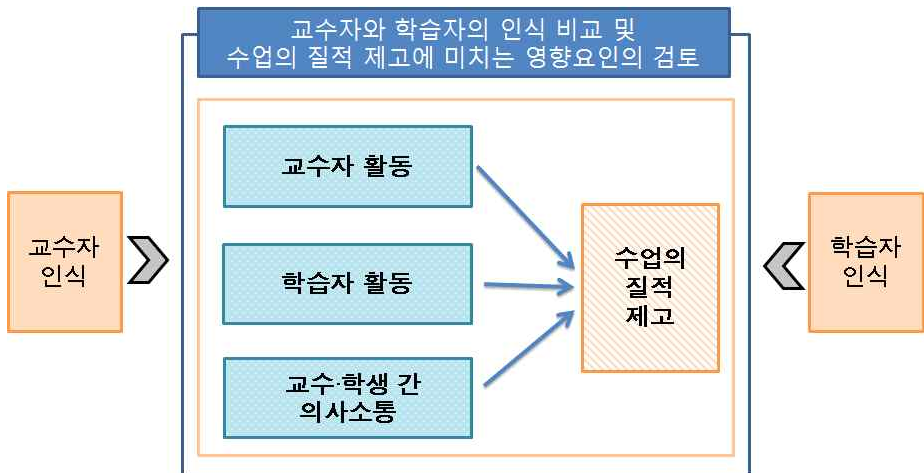 교수자와 학습자의 인식 비교 및
수업의 질적 제고에 미치는 영향요인의 검토
교수자 활동
교수자
인식
학습자 활동
수업의
질적
제고
학습자
인식
교수·학생 간
의사소통